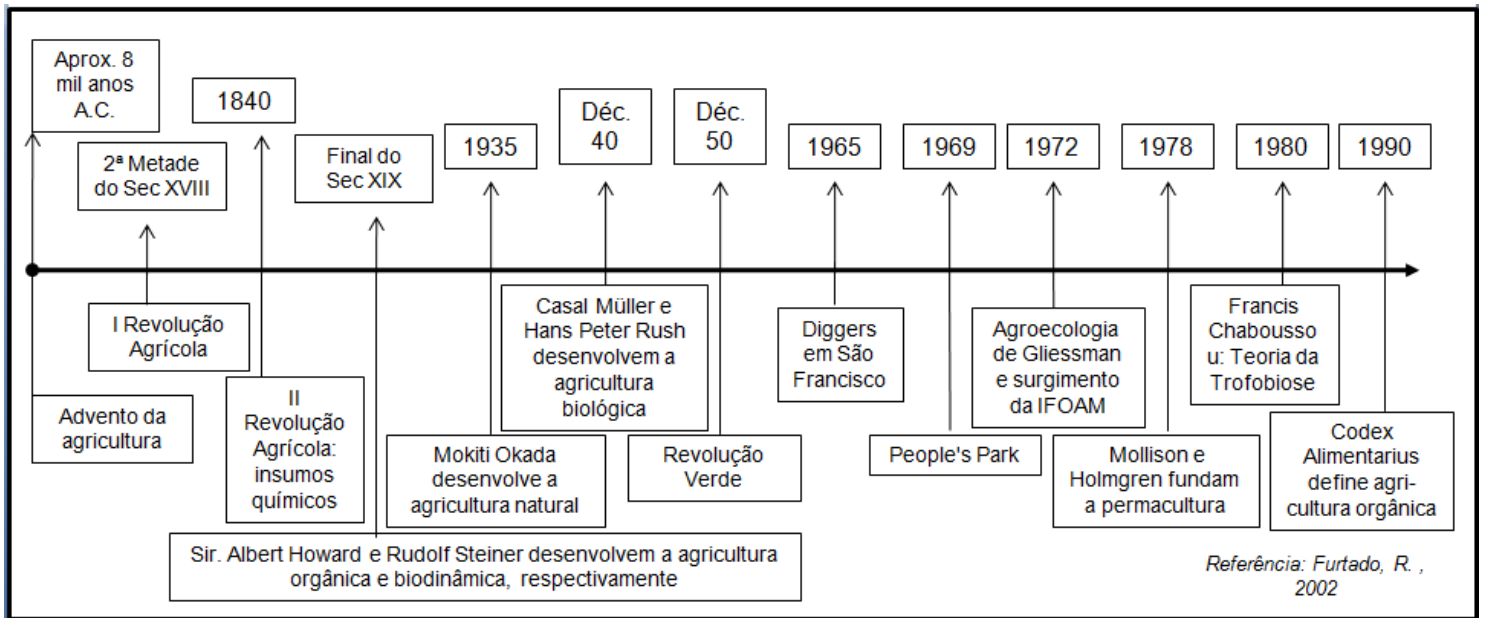 Aprox. 8
mil anos
A.C.
2ª Metade
do Sec XVIII
1840
Final do
Sec XIX
1935
Déc.
40
Déc.
50
1965
1969
1972
1978
1980
1990
Advento da
agricultura
I Revolução
Agrícola
II
Revolução
Agrícola:
insumos
químicos
Sir. Albert Howard e Rudolf Steiner desenvolvem a agricultura
orgânica e biodinâmica, respectivamente
Mokiti Okada
desenvolve a
agricultura natural
Casal Müller e
Hans Peter Rush
desenvolvem a
agricultura
biológica
Revolução
Verde
Diggers
em São
Francisco
People's Park
Agroecologia
de Gliessman
e surgimento
da IFOAM
Mollison e
Holmgren fundam
a permacultura
Francis
Chabousso
u: Teoria da
Trofobiose
Codex
Alimentarius
define agri-
cultura orgânica
Referência: Furtado, R. ,
2002